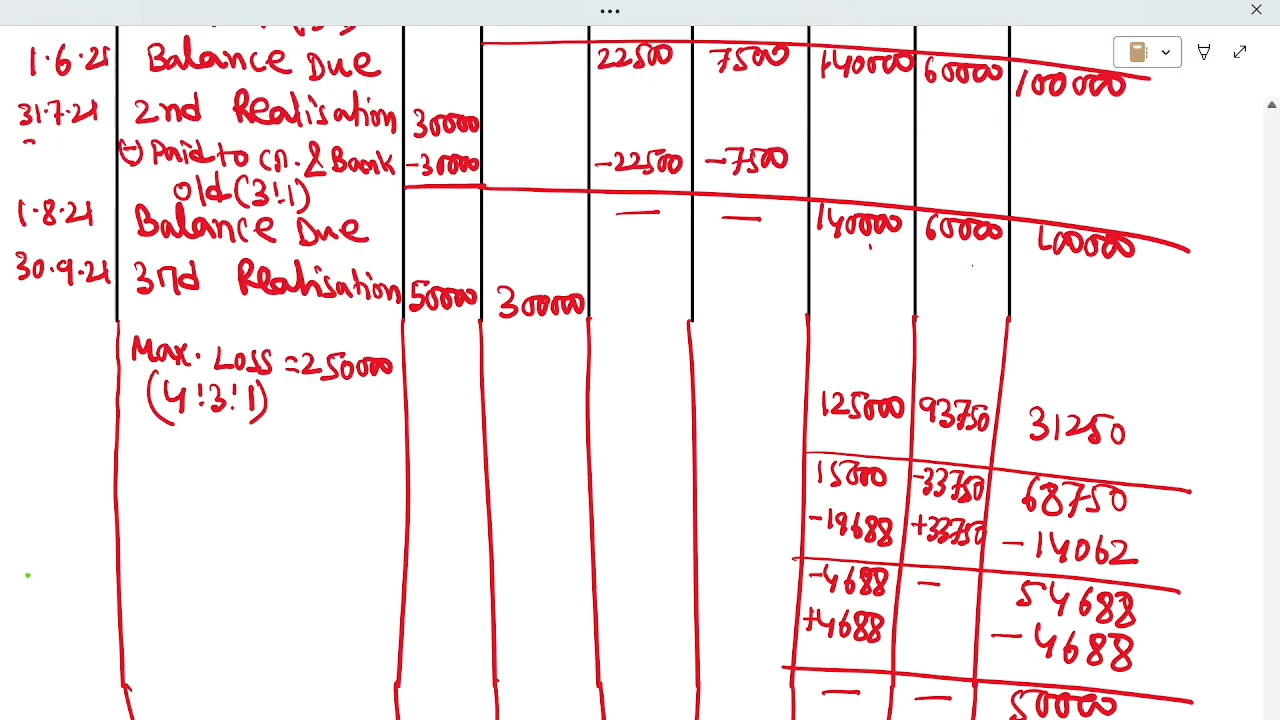 1.6.21 Balance Due 22500 7500 140000 60000 100000
31.7.21 2nd Realisation 30000
(-) Paid to Cr. & Bank -30000 -22500 -7500
old (3:1)
1.8.21 Balance Due — — 140000 60000 100000
30.9.21 3rd Realisation 50000 300000
Max. Loss = 250000
(4:3:1) 125000 93750 31250
15000 -33750 68750
-19688 +33750 -14062
-4688 — 54688
+4688 -4688
— — 50000